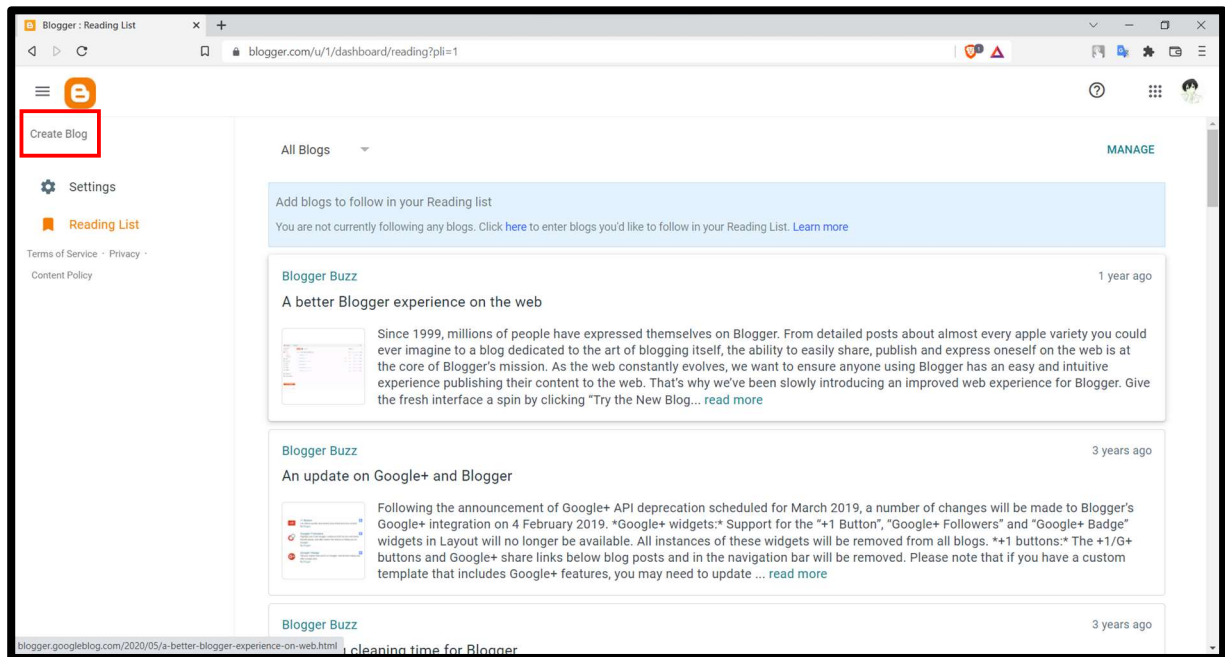 Blogger : Reading List
blogger.com/u/1/dashboard/reading?pli=1
Create Blog
All Blogs
MANAGE
Settings
Add blogs to follow in your Reading list
Reading List
You are not currently following any blogs. Click here to enter blogs you'd like to follow in your Reading List. Learn more
Terms of Service · Privacy ·
Content Policy
Blogger Buzz
1 year ago
A better Blogger experience on the web
Since 1999, millions of people have expressed themselves on Blogger. From detailed posts about almost every apple variety you could
ever imagine to a blog dedicated to the art of blogging itself, the ability to easily share, publish and express oneself on the web is at
the core of Blogger's mission. As the web constantly evolves, we want to ensure anyone using Blogger has an easy and intuitive
experience publishing their content to the web. That's why we've been slowly introducing an improved web experience for Blogger. Give
the fresh interface a spin by clicking “Try the New Blog... read more
Blogger Buzz
3 years ago
An update on Google+ and Blogger
Following the announcement of Google+ API deprecation scheduled for March 2019, a number of changes will be made to Blogger's
Google+ integration on 4 February 2019. *Google+ widgets:* Support for the “+1 Button”, “Google+ Followers” and “Google+ Badge”
widgets in Layout will no longer be available. All instances of these widgets will be removed from all blogs. *+1 buttons:* The +1/G+
buttons and Google+ share links below blog posts and in the navigation bar will be removed. Please note that if you have a custom
template that includes Google+ features, you may need to update ... read more
Blogger Buzz
3 years ago
cleaning time for Blogger
blogger.googleblog.com/2020/05/a-better-blogger-experience-on-web.html